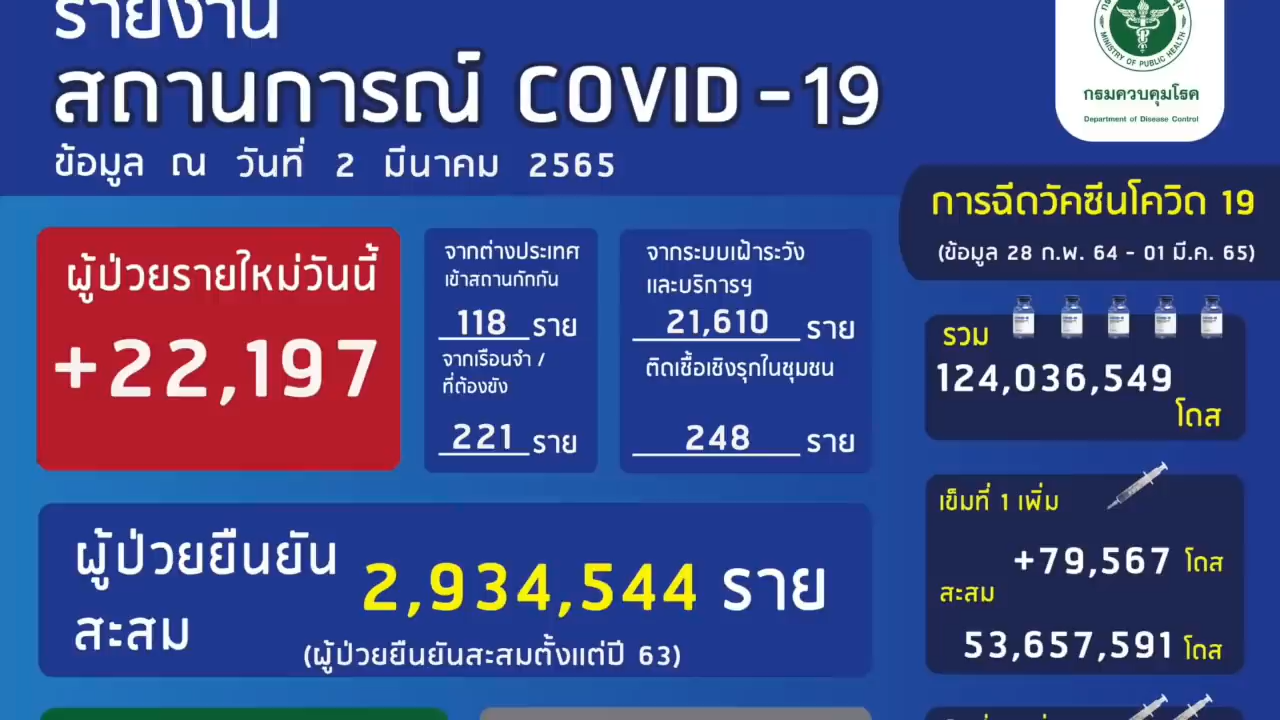 รายงาน
สถานการณ์ COVID-19
ข้อมูล ณ วันที่ 2 มีนาคม 2565
MINISTRY OF PUBLIC HEALTH
กรมควบคุมโรค
Department of Disease Control
ผู้ป่วยรายใหม่วันนี้
+22,197
จากต่างประเทศ
เข้าสถานกักกัน
118 ราย
จากเรือนจำ /
ที่ต้องขัง
221 ราย
จากระบบเฝ้าระวัง
และบริการฯ
21,610 ราย
ติดเชื้อเชิงรุกในชุมชน
248 ราย
ผู้ป่วยยืนยัน
สะสม
2,934,544 ราย
(ผู้ป่วยยืนยันสะสมตั้งแต่ปี 63)
การฉีดวัคซีนโควิด 19
(ข้อมูล 28 ก.พ. 64 - 01 มี.ค. 65)
รวม
124,036,549
โดส
เข็มที่ 1 เพิ่ม
+79,567 โดส
สะสม
53,657,591 โดส